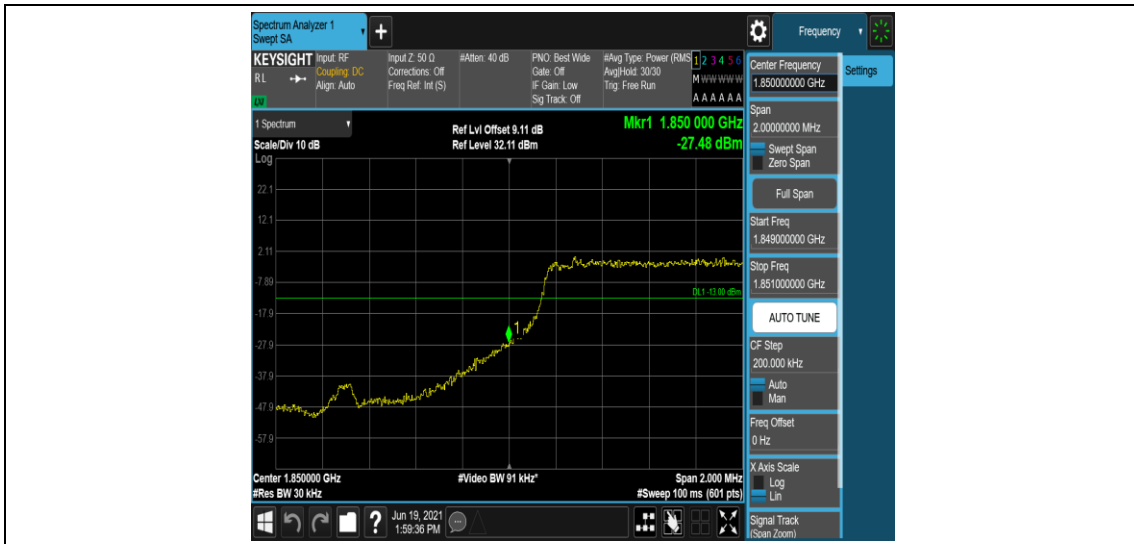 Spectrum Analyzer 1
Swept SA
+
Frequency
KEYSIGHT
RL
LXI
Input: RF
Coupling: DC
Align: Auto
Input Z: 50 Ω
Corrections: Off
Freq Ref: Int (S)
#Atten: 40 dB
PNO: Best Wide
Gate: Off
IF Gain: Low
Sig Track: Off
#Avg Type: Power (RMS
Avg|Hold: 30/30
Trig: Free Run
1 2 3 4 5 6
M W W W W W
A A A A A A
1 Spectrum
Scale/Div 10 dB
Ref Lvl Offset 9.11 dB
Ref Level 32.11 dBm
Mkr1 1.850 000 GHz
-27.48 dBm
Log
22.1
12.1
2.11
-7.89
-17.9
-27.9
-37.9
-47.9
-57.9
DL1 -13.00 dBm
1
Center 1.850000 GHz
#Res BW 30 kHz
#Video BW 91 kHz*
Span 2.000 MHz
#Sweep 100 ms (601 pts)
?
Jun 19, 2021
1:59:36 PM
Center Frequency
1.850000000 GHz
Settings
Span
2.00000000 MHz
Swept Span
Zero Span
Full Span
Start Freq
1.849000000 GHz
Stop Freq
1.851000000 GHz
AUTO TUNE
CF Step
200.000 kHz
Auto
Man
Freq Offset
0 Hz
X Axis Scale
Log
Lin
Signal Track
(Span Zoom)